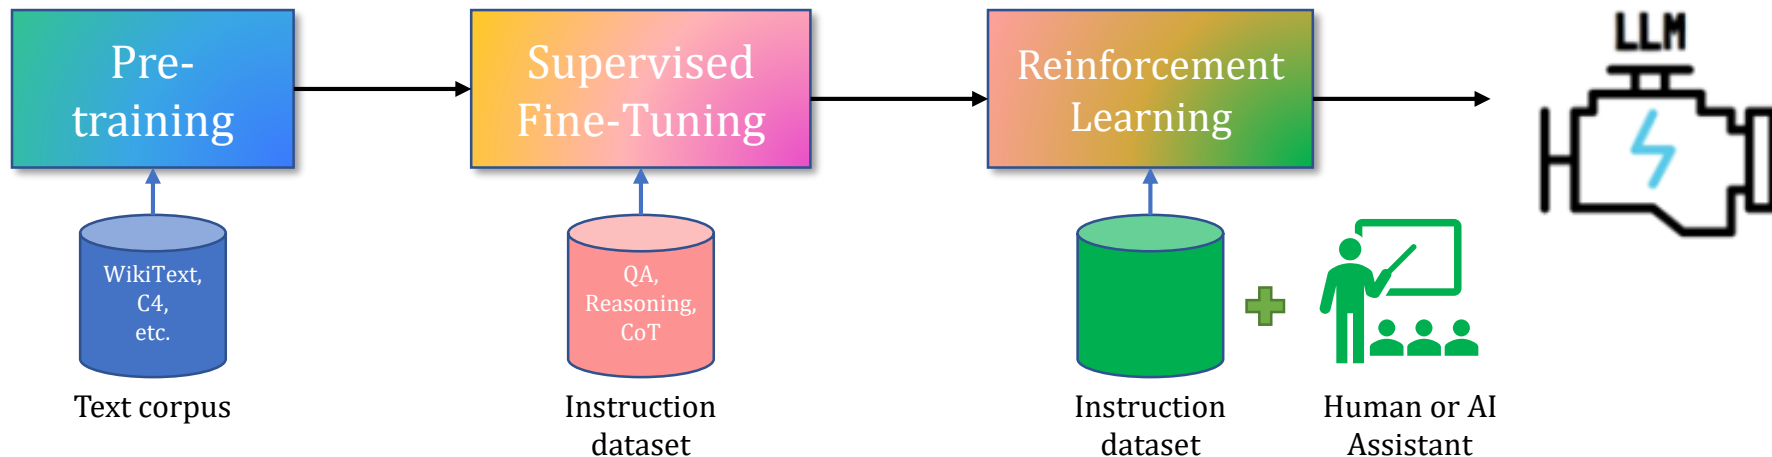 Pre-
training
Supervised
Fine-Tuning
Reinforcement
Learning
LLM
WikiText,
C4,
etc.
QA,
Reasoning,
CoT
Text corpus
Instruction
dataset
Instruction
dataset
Human or AI
Assistant